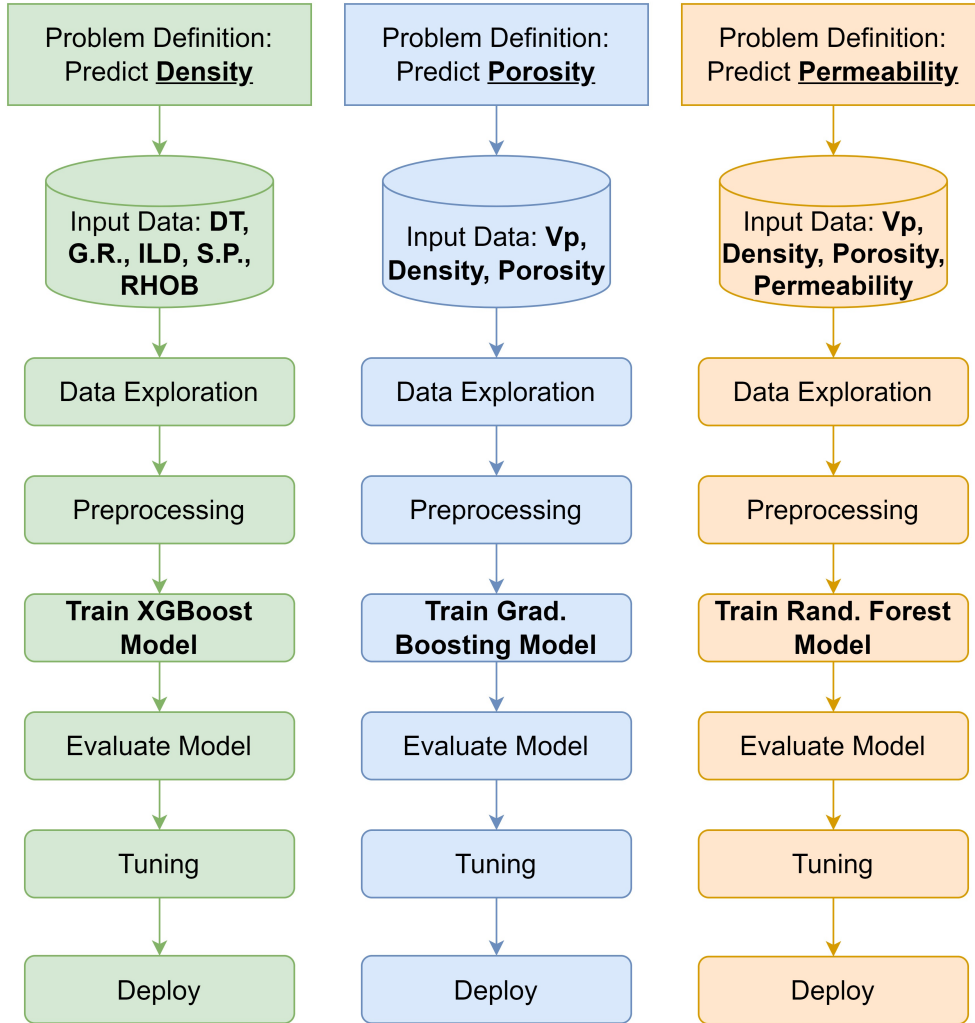 Problem Definition:
Predict Density
Input Data: DT,
G.R., ILD, S.P.,
RHOB
Data Exploration
Preprocessing
Train XGBoost
Model
Evaluate Model
Tuning
Deploy
Problem Definition:
Predict Porosity
Input Data: Vp,
Density, Porosity
Data Exploration
Preprocessing
Train Grad.
Boosting Model
Evaluate Model
Tuning
Deploy
Problem Definition:
Predict Permeability
Input Data: Vp,
Density, Porosity,
Permeability
Data Exploration
Preprocessing
Train Rand. Forest
Model
Evaluate Model
Tuning
Deploy